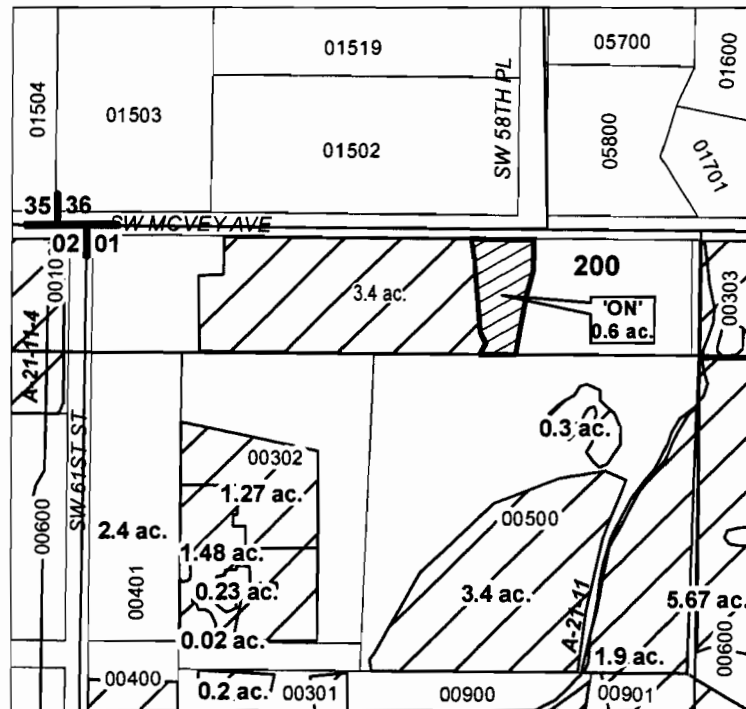 01504
01503
01519
01502
SW 58TH PL
05700
05800
01600
01701
35 36
SW MCVEY AVE
02 01
0010
A-21-11-4
3.4 ac.
200
'ON'
0.6 ac.
00303
SW 61ST ST
00600
2.4 ac.
00401
00302
1.27 ac.
1.48 ac.
0.23 ac.
0.02 ac.
0.3 ac.
00500
3.4 ac.
A-21-11
5.67 ac.
1.9 ac.
00600
00400
0.2 ac.
00301
00900
00901